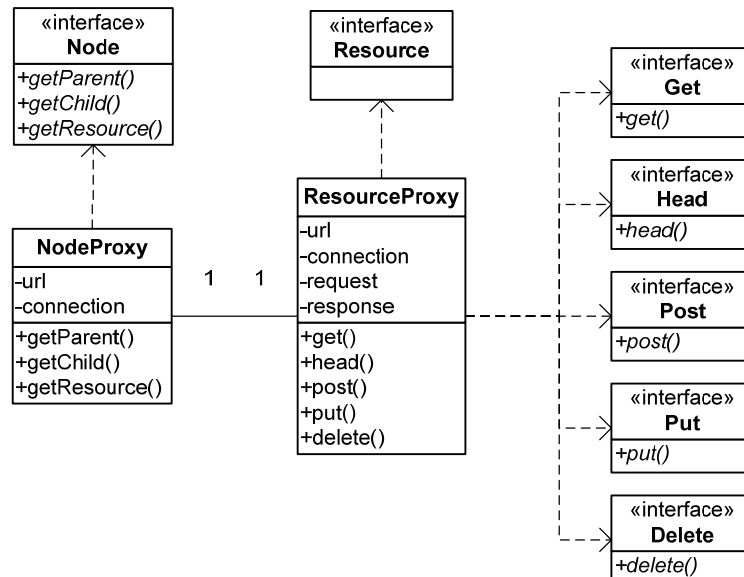 «interface»
Node
+getParent()
+getChild()
+getResource()
«interface»
Resource
NodeProxy
-url
-connection
+getParent()
+getChild()
+getResource()
1 1
ResourceProxy
-url
-connection
-request
-response
+get()
+head()
+post()
+put()
+delete()
«interface»
Get
+get()
«interface»
Head
+head()
«interface»
Post
+post()
«interface»
Put
+put()
«interface»
Delete
+delete()